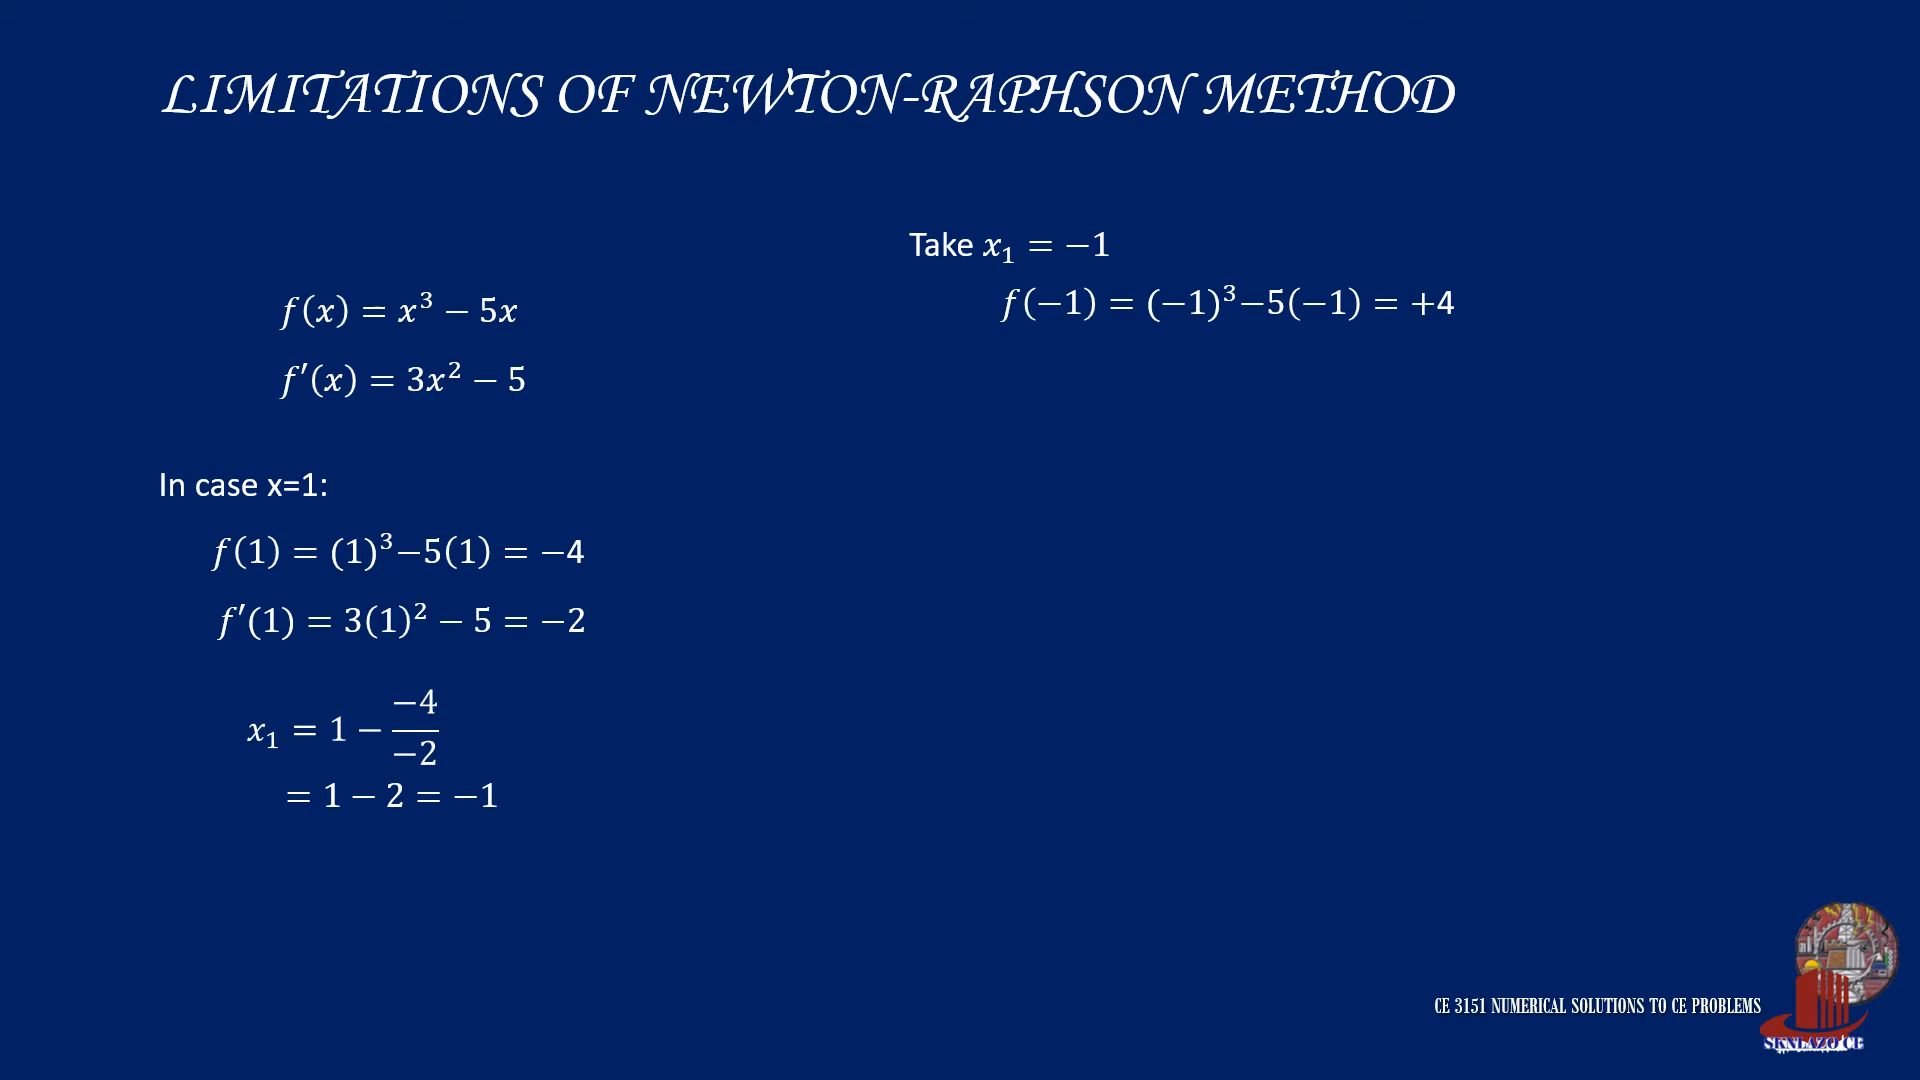 LIMITATIONS OF NEWTON-RAPHSON METHOD
f(x) = x³ − 5x
f′(x) = 3x² − 5
In case x=1:
f(1) = (1)³−5(1) = −4
f′(1) = 3(1)² − 5 = −2
x₁ = 1 − −4/−2
= 1 − 2 = −1
Take x₁ = −1
f(−1) = (−1)³−5(−1) = +4
CE 3151 NUMERICAL SOLUTIONS TO CE PROBLEMS
SKNLAZO CE